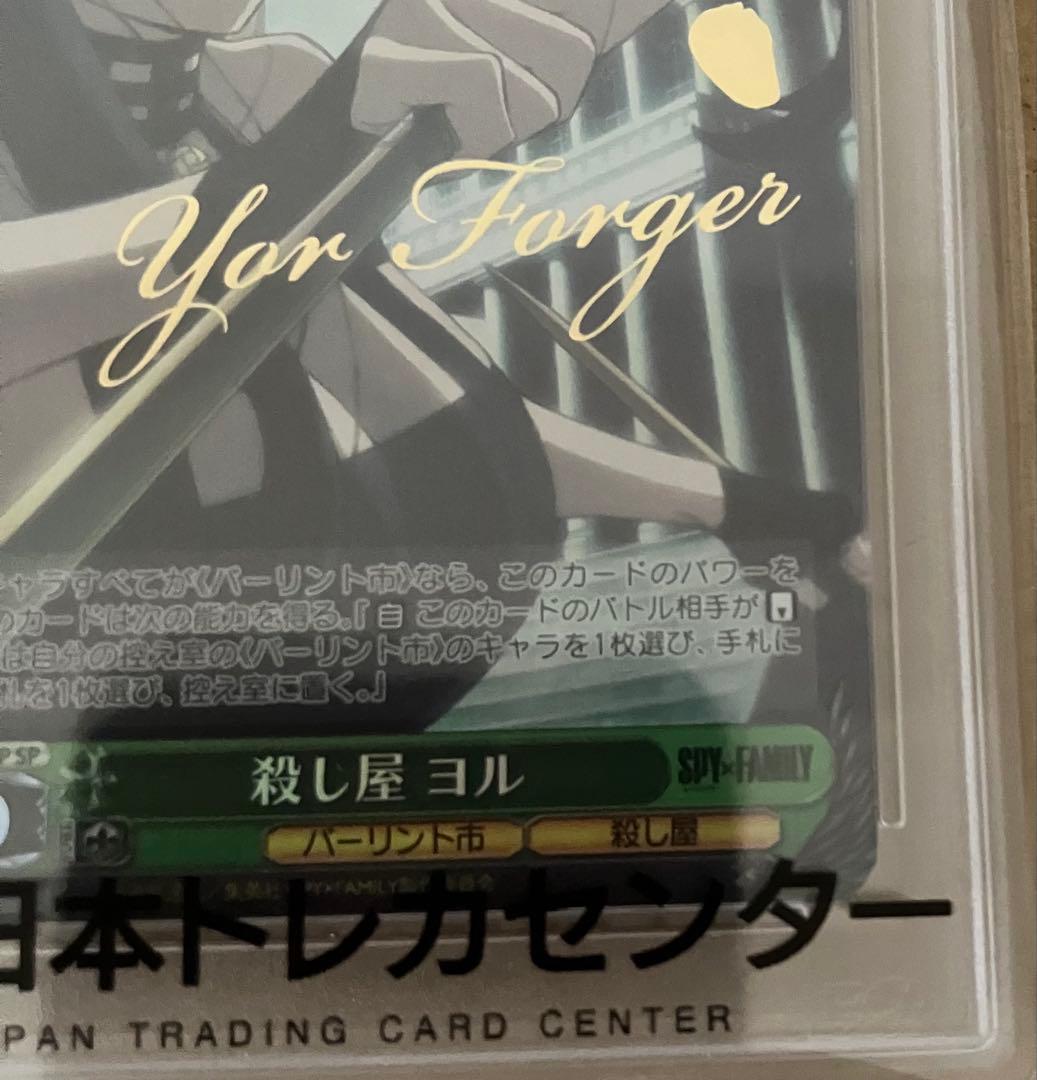 Yor Forger
キャラすべてが《バーリント市》なら、このカードのパワーを
のカードは次の能力を得る。『 自 このカードのバトル相手が
は自分の控え室の《バーリント市》のキャラを1枚選び、手札に
札を1枚選び、控え室に置く。』
SP
殺し屋 ヨル
SPY×FAMILY
バーリント市 殺し屋
SPY×FAMILY
日本トレカセンター
PAN TRADING CARD CENTER